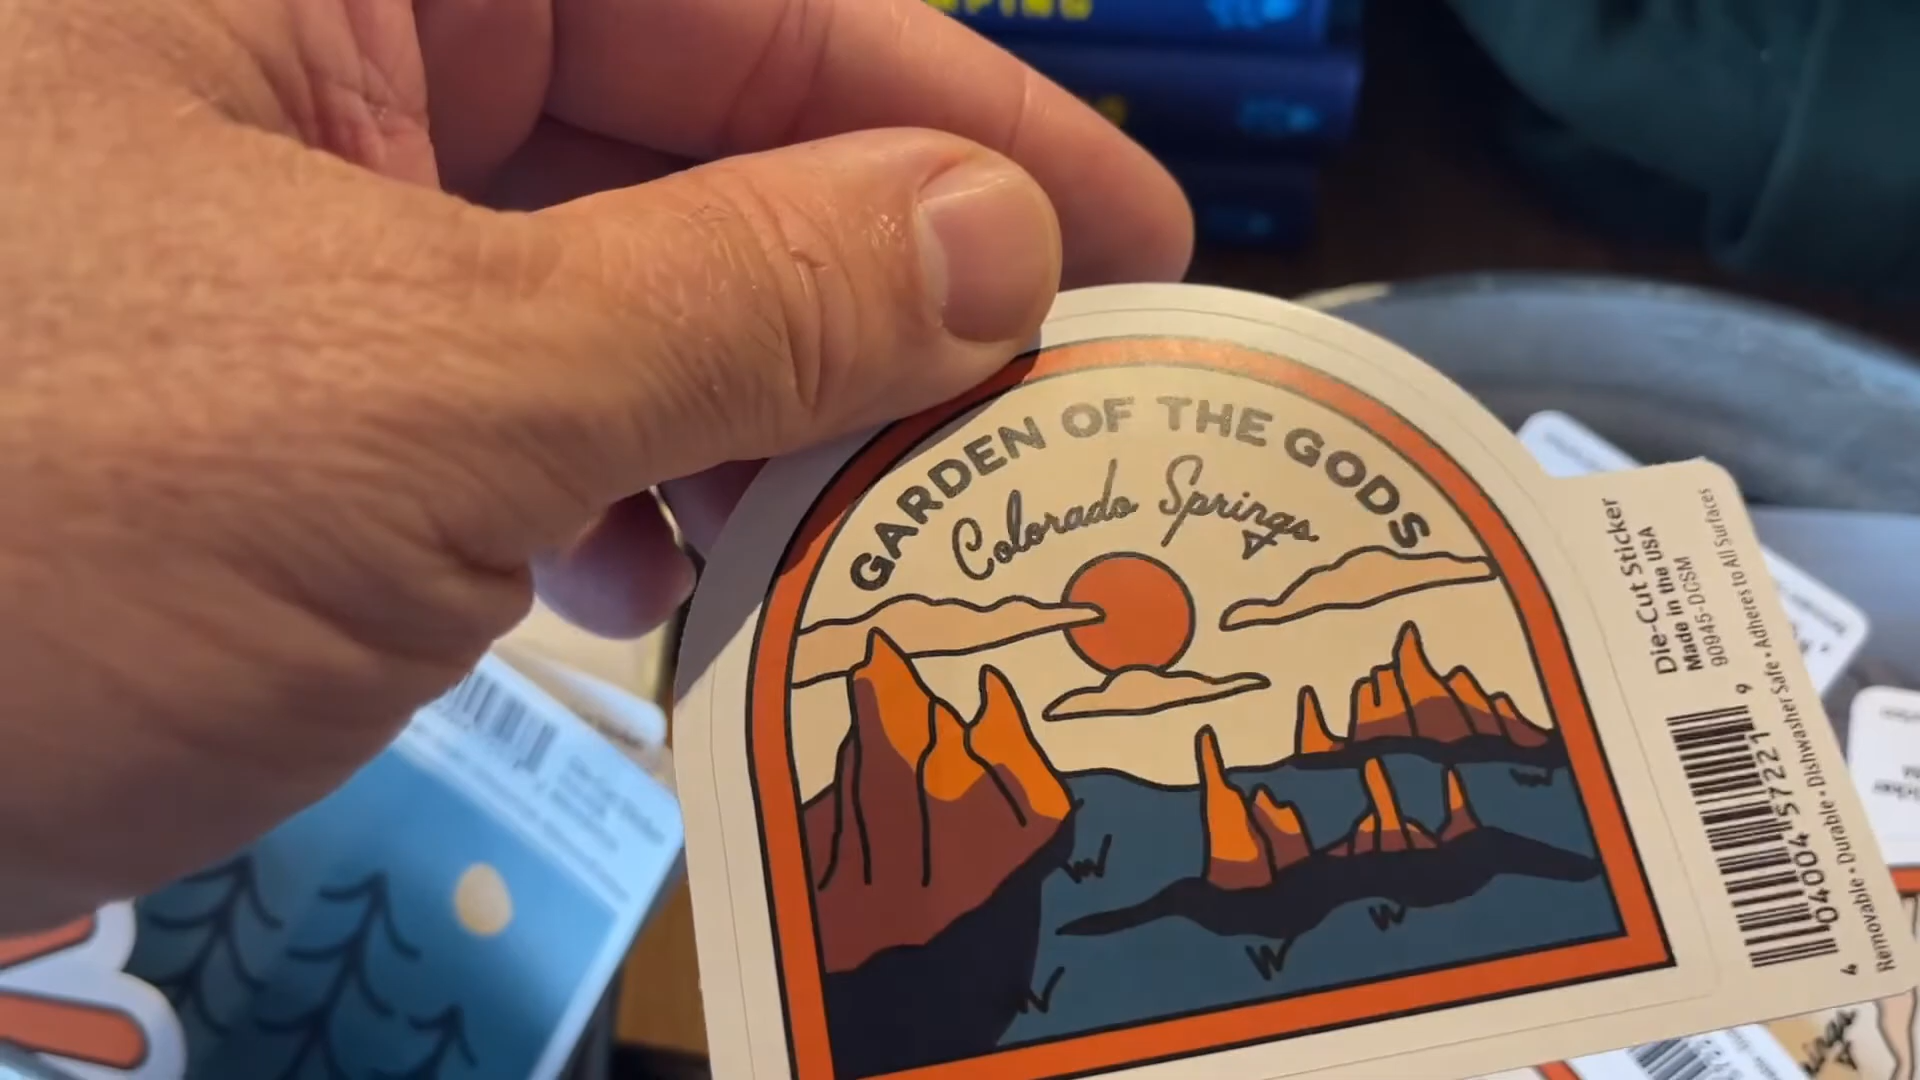 GARDEN OF THE GODS
Colorado Springs
Die-Cut Sticker
Made in the USA
90945-DCSM
Removable • Durable • Dishwasher Safe • Adheres to All Surfaces
4 04004 57221 9